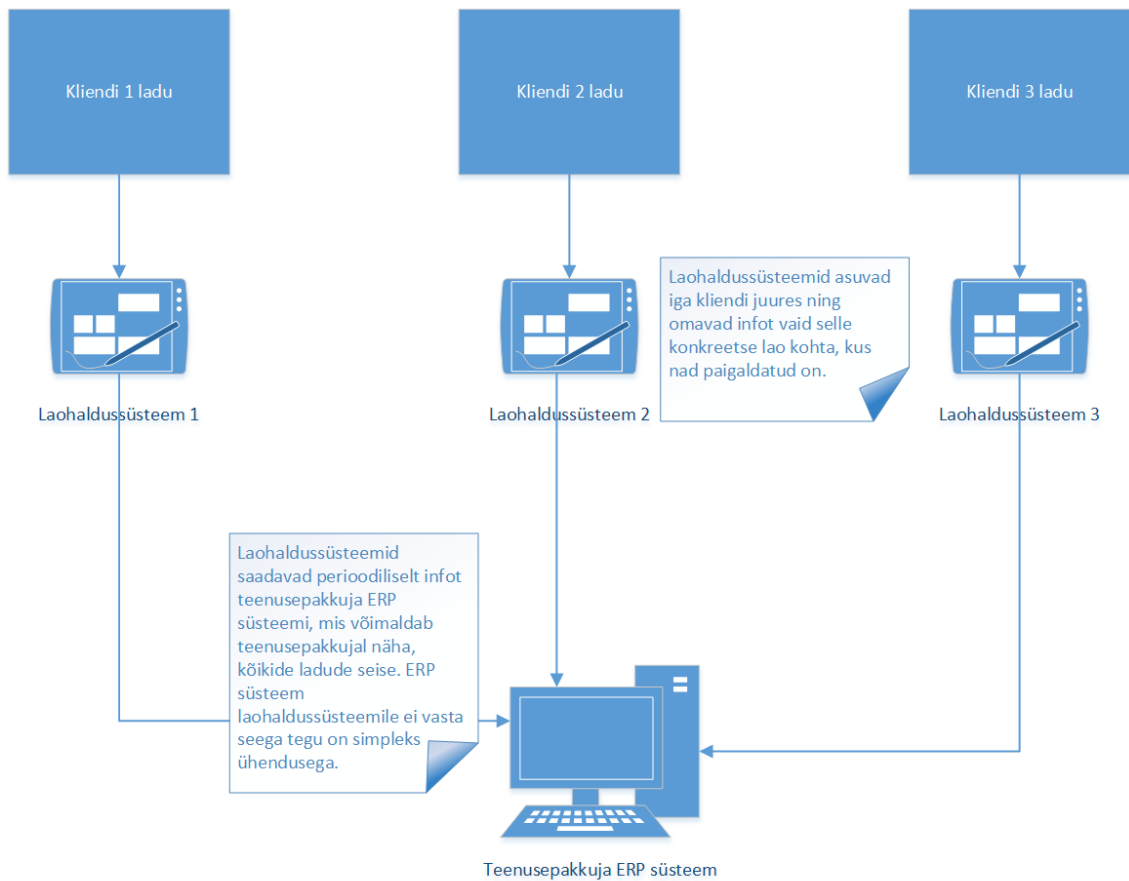 Kliendi 1 ladu
Kliendi 2 ladu
Kliendi 3 ladu
Laohaldussüsteemid asuvad
iga kliendi juures ning
omavad infot vaid selle
konkreetse lao kohta, kus
nad paigaldatud on.
Laohaldussüsteem 1
Laohaldussüsteem 2
Laohaldussüsteem 3
Laohaldussüsteemid
saadavad perioodiliselt infot
teenusepakkuja ERP
süsteemi, mis võimaldab
teenusepakkujal näha,
kõikide ladude seise. ERP
süsteem
laohaldussüsteemile ei vasta
seega tegu on simpleks
ühendusega.
Teenusepakkuja ERP süsteem